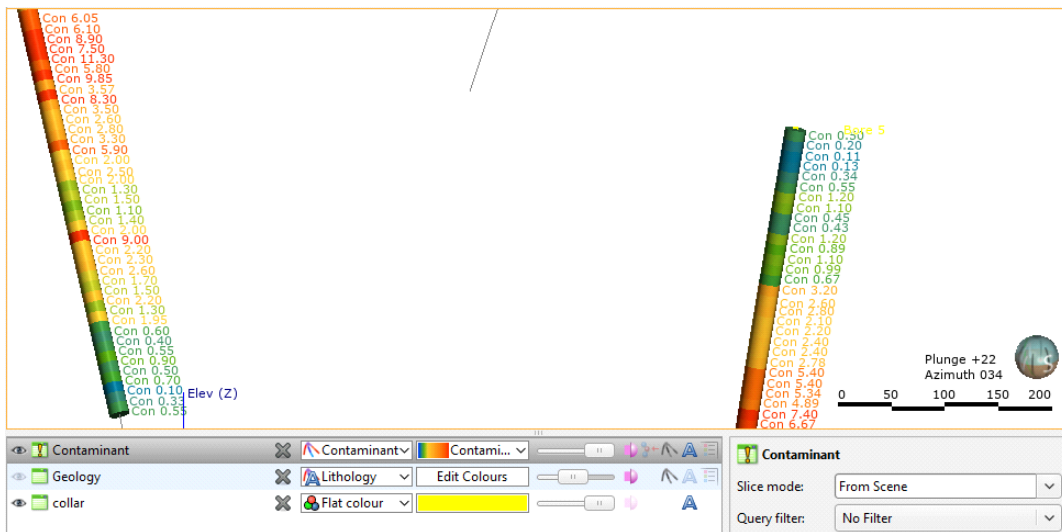 Con 6.05
Con 6.10
Con 8.90
Con 7.50
Con 11.30
Con 5.80
Con 9.85
Con 3.57
Con 8.30
Con 3.50
Con 2.60
Con 2.80
Con 3.30
Con 5.90
Con 2.00
Con 2.50
Con 2.00
Con 1.30
Con 1.50
Con 1.10
Con 1.40
Con 2.00
Con 9.00
Con 2.20
Con 2.30
Con 2.60
Con 1.70
Con 1.50
Con 2.20
Con 1.30
Con 1.95
Con 0.60
Con 0.40
Con 0.55
Con 0.90
Con 0.50
Con 0.70
Con 0.10
Con 0.33
Con 0.55
Elev (Z)
Con 0.50
Con 0.20
Con 0.11
Con 0.13
Con 0.34
Con 0.55
Con 1.20
Con 1.10
Con 0.45
Con 0.43
Con 1.20
Con 0.89
Con 1.10
Con 0.99
Con 0.67
Con 3.20
Con 2.60
Con 2.80
Con 2.10
Con 2.20
Con 2.40
Con 2.40
Con 2.78
Con 5.40
Con 5.40
Con 5.34
Con 4.89
Con 7.40
Con 6.67
Plunge +22
Azimuth 034
0 50 100 150 200
S
Contaminant Contaminant Contami...
Geology Lithology Edit Colours
collar Flat colour
Contaminant
Slice mode: From Scene
Query filter: No Filter